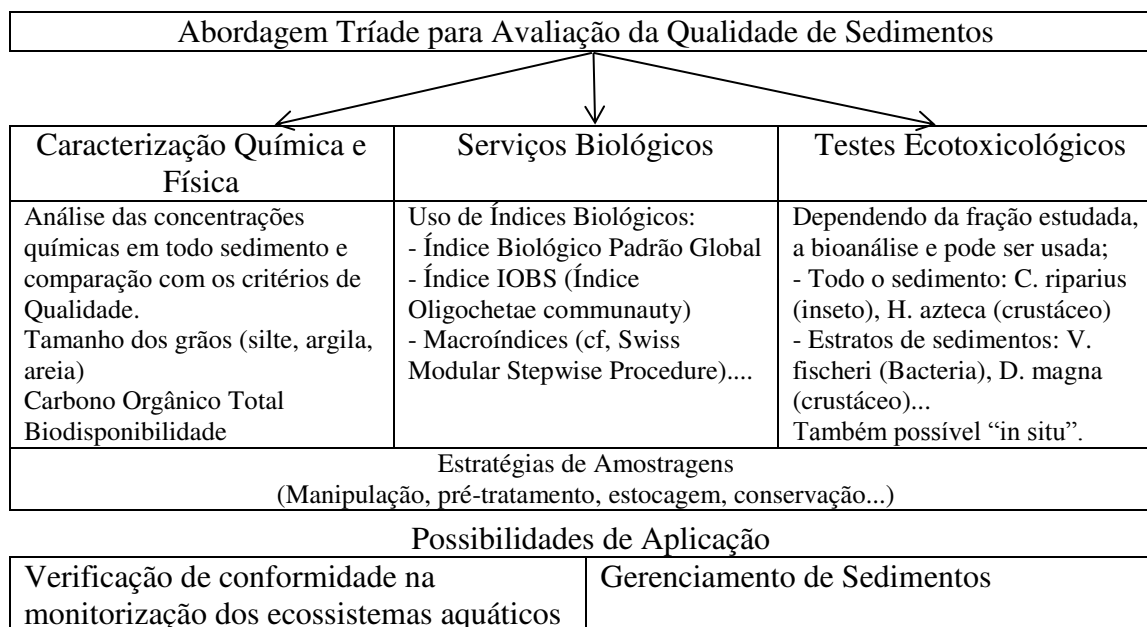 Abordagem Tríade para Avaliação da Qualidade de Sedimentos
Caracterização Química e
Física
Análise das concentrações
químicas em todo sedimento e
comparação com os critérios de
Qualidade.
Tamanho dos grãos (silte, argila,
areia)
Carbono Orgânico Total
Biodisponibilidade
Serviços Biológicos
Uso de Índices Biológicos:
- Índice Biológico Padrão Global
- Índice IOBS (Índice
Oligochetae communauty)
- Macroíndices (cf, Swiss
Modular Stepwise Procedure)....
Testes Ecotoxicológicos
Dependendo da fração estudada,
a bioanálise e pode ser usada;
- Todo o sedimento: C. riparius
(inseto), H. azteca (crustáceo)
- Estratos de sedimentos: V.
fischeri (Bacteria), D. magna
(crustáceo)...
Também possível “in situ”.
Estratégias de Amostragens
(Manipulação, pré-tratamento, estocagem, conservação...)
Possibilidades de Aplicação
Verificação de conformidade na
monitorização dos ecossistemas aquáticos
Gerenciamento de Sedimentos